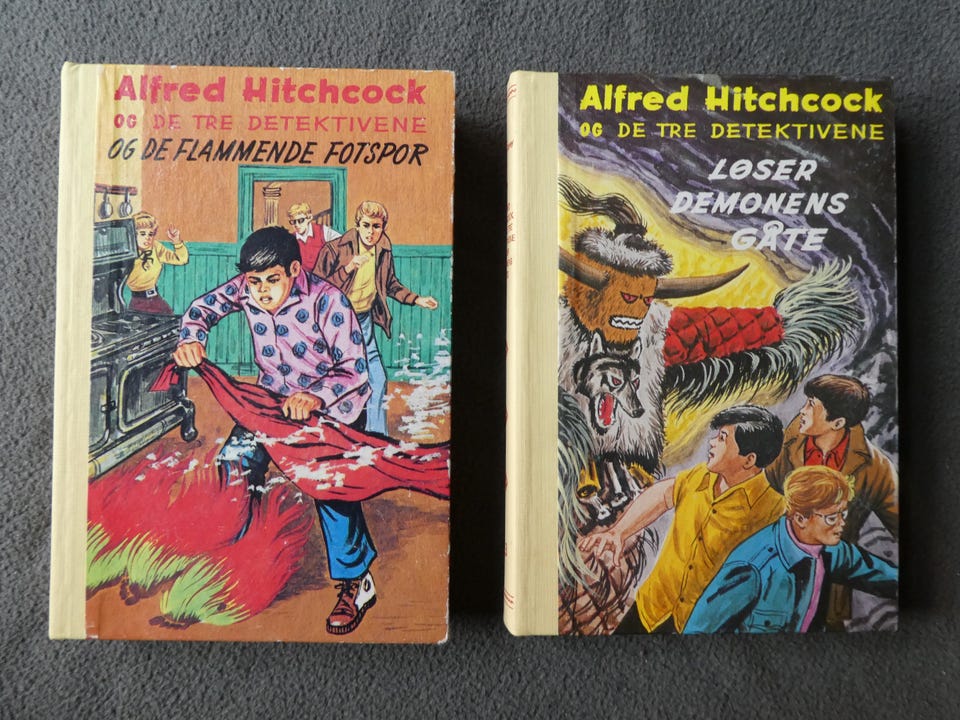 Alfred Hitchcock
OG DE TRE DETEKTIVENE
OG DE FLAMMENDE FOTSPOR
Alfred Hitchcock
OG DE TRE DETEKTIVENE
LØSER
DEMONENS
GÅTE